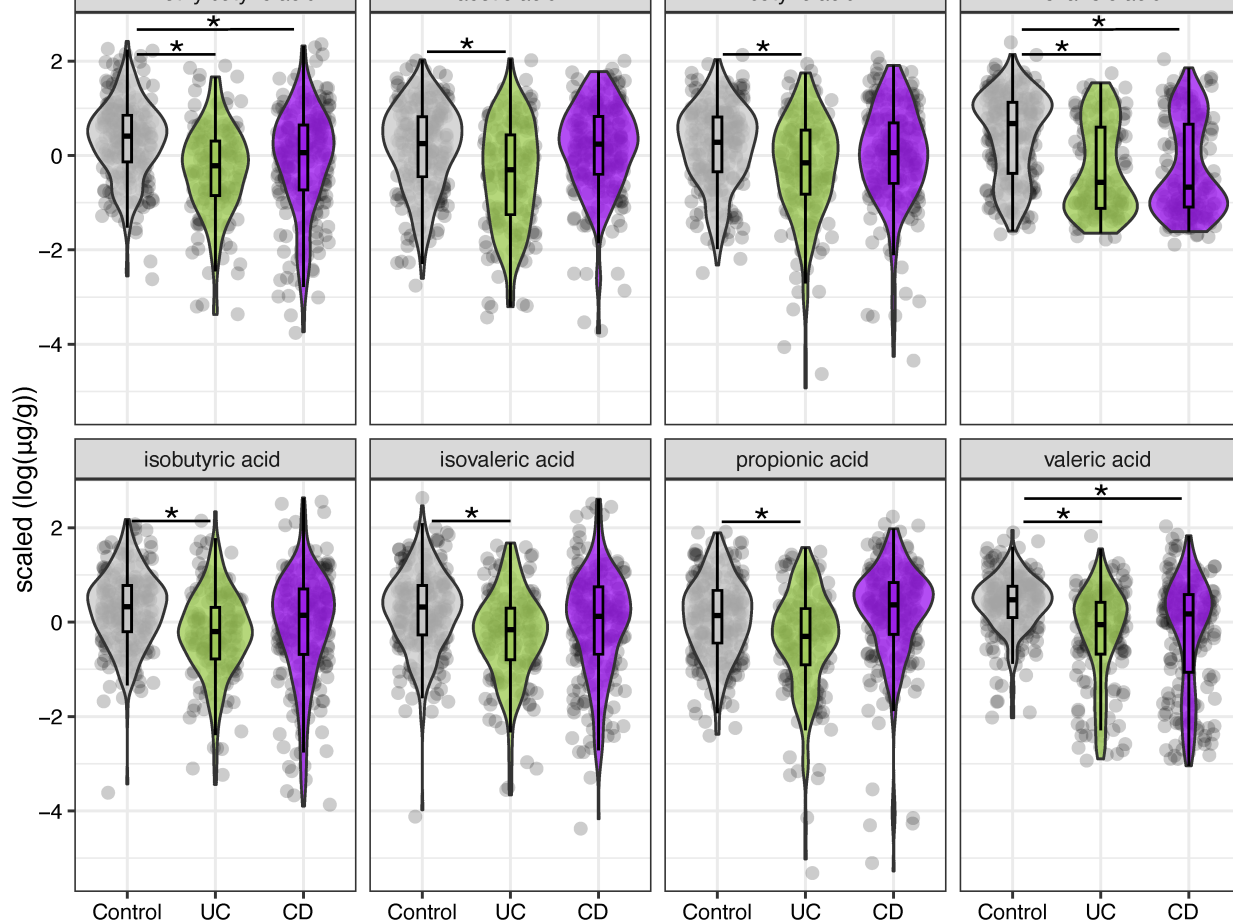 * * * * * *
2
0
−2
−4
scaled (log(µg/g))
isobutyric acid isovaleric acid propionic acid valeric acid
* * * * *
2
0
−2
−4
Control UC CD Control UC CD Control UC CD Control UC CD